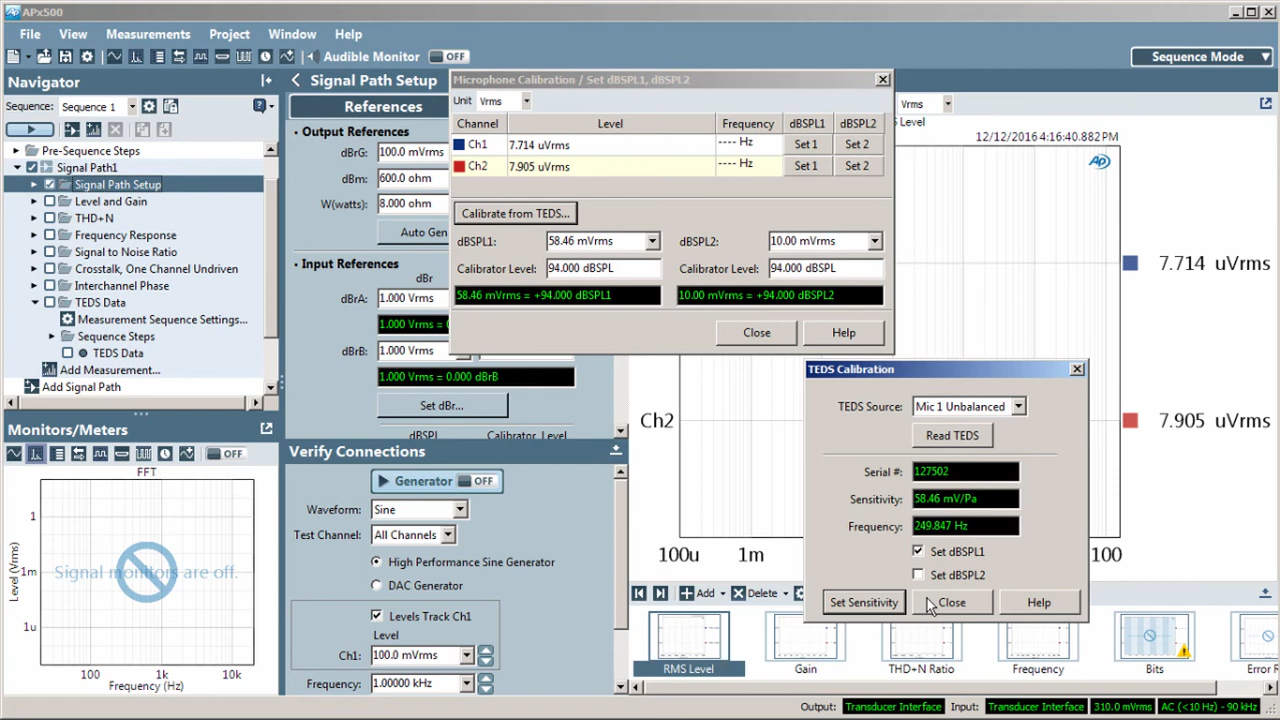 APx500
File View Measurements Project Window Help
Audible Monitor OFF
Sequence Mode
Navigator
Sequence: Sequence 1
Pre-Sequence Steps
Signal Path1
Signal Path Setup
Level and Gain
THD+N
Frequency Response
Signal to Noise Ratio
Crosstalk, One Channel Undriven
Interchannel Phase
TEDS Data
Measurement Sequence Settings...
Sequence Steps
TEDS Data
Add Measurement...
Add Signal Path
Monitors/Meters
OFF
FFT
Level (Vrms)
1
1m
1u
Signal monitors are off.
100 1k 10k
Frequency (Hz)
Signal Path Setup
References
Output References
dBrG: 100.0 mVrms
dBm: 600.0 ohm
W(watts): 8.000 ohm
Auto Gen
Input References
dBr
dBrA: 1.000 Vrms
1.000 Vrms = 0
dBrB: 1.000 Vrms
1.000 Vrms = 0.000 dBrB
Set dBr...
dBSPL Calibrator Level
Verify Connections
Generator OFF
Waveform: Sine
Test Channel: All Channels
High Performance Sine Generator
DAC Generator
Levels Track Ch1
Level
Ch1: 100.0 mVrms
Frequency: 1.00000 kHz
Microphone Calibration / Set dBSPL1, dBSPL2
Unit Vrms
Channel Level Frequency dBSPL1 dBSPL2
Ch1 7.714 uVrms ---- Hz Set 1 Set 2
Ch2 7.905 uVrms ---- Hz Set 1 Set 2
Calibrate from TEDS...
dBSPL1: 58.46 mVrms dBSPL2: 10.00 mVrms
Calibrator Level: 94.000 dBSPL Calibrator Level: 94.000 dBSPL
58.46 mVrms = +94.000 dBSPL1 10.00 mVrms = +94.000 dBSPL2
Close Help
Vrms
Level
12/12/2016 4:16:40.882 PM
AP
7.714 uVrms
Ch2
7.905 uVrms
100u 1m 100
TEDS Calibration
TEDS Source: Mic 1 Unbalanced
Read TEDS
Serial #: 127502
Sensitivity: 58.46 mV/Pa
Frequency: 249.847 Hz
Set dBSPL1
Set dBSPL2
Set Sensitivity Close Help
Add Delete
RMS Level Gain THD+N Ratio Frequency Bits Error R
Output: Transducer Interface Input: Transducer Interface 310.0 mVrms AC (<10 Hz) - 90 kHz